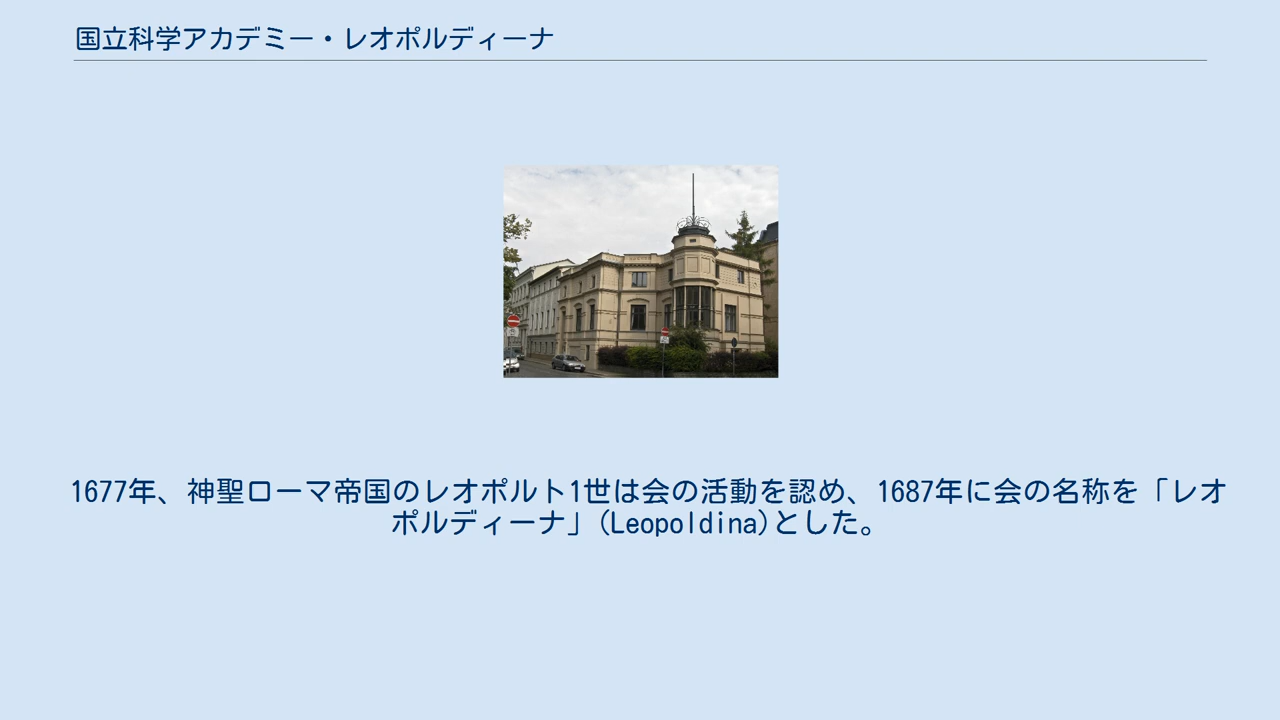 国立科学アカデミー・レオポルディーナ
1677年、神聖ローマ帝国のレオポルト1世は会の活動を認め、1687年に会の名称を「レオ
ポルディーナ」(Leopoldina)とした。